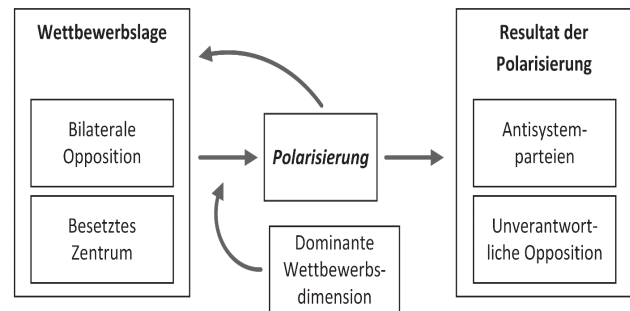 Wettbewerbslage
Bilaterale
Opposition
Besetztes
Zentrum
Polarisierung
Dominante
Wettbewerbs-
dimension
Resultat der
Polarisierung
Antisystem-
parteien
Unverantwort-
liche Opposition